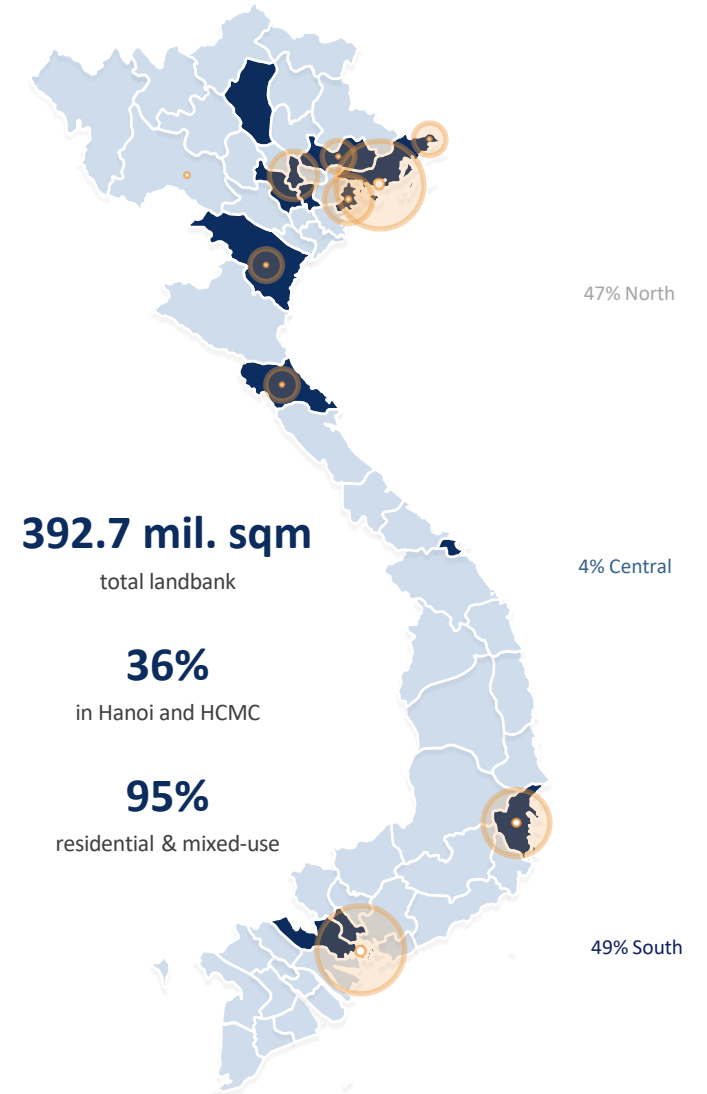 47% North
392.7 mil. sqm
total landbank
4% Central
36%
in Hanoi and HCMC
95%
residential & mixed-use
49% South